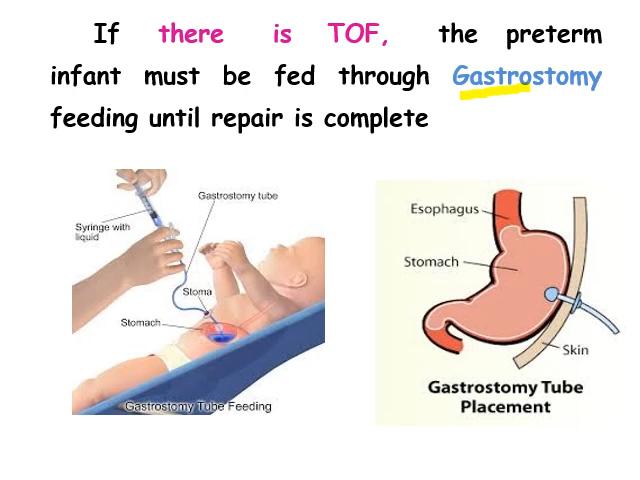 If there is TOF, the preterm
infant must be fed through Gastrostomy
feeding until repair is complete
Gastrostomy tube
Syringe with
liquid
Stoma
Stomach
Gastrostomy Tube Feeding
Esophagus
Stomach
Skin
Gastrostomy Tube
Placement